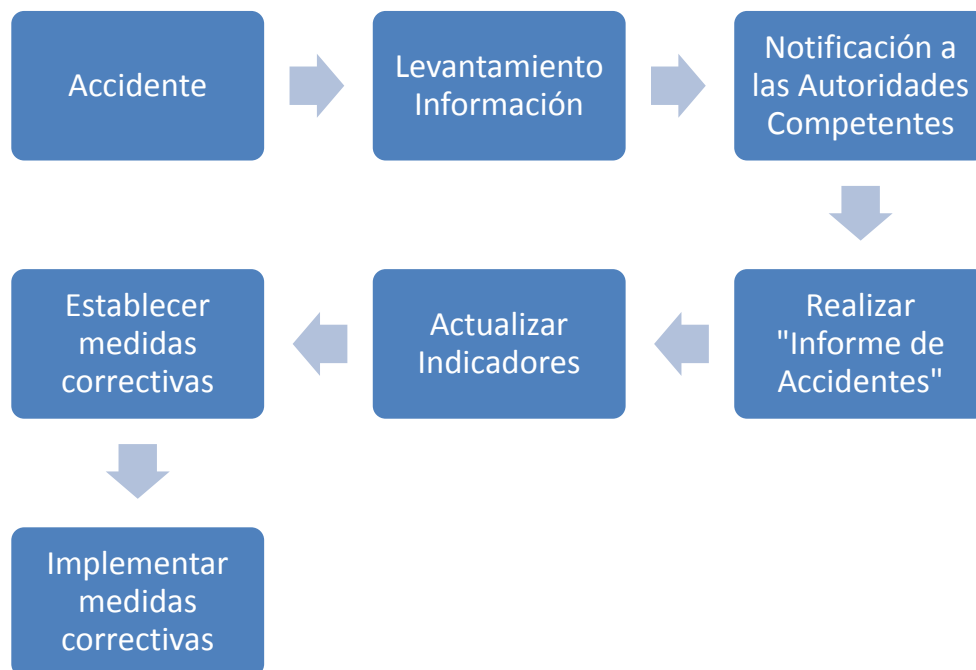 Accidente
Levantamiento
Información
Notificación a
las Autoridades
Competentes
Realizar
"Informe de
Accidentes"
Actualizar
Indicadores
Establecer
medidas
correctivas
Implementar
medidas
correctivas